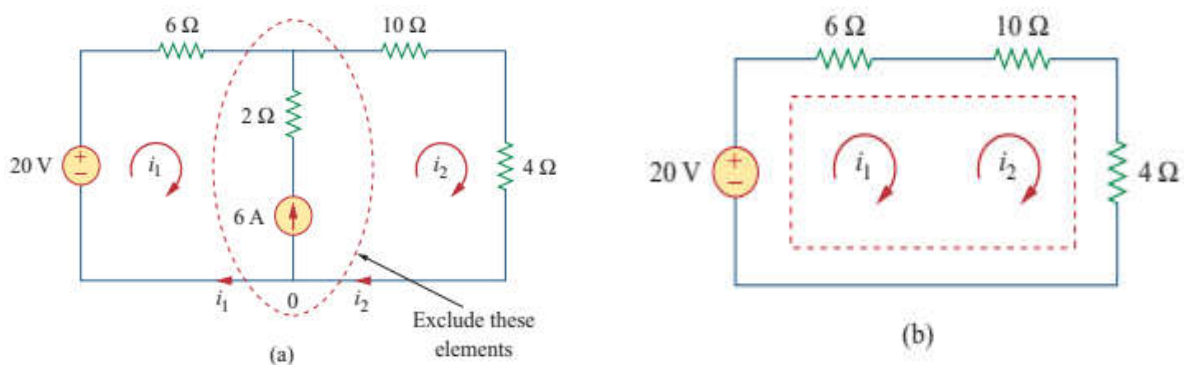 6 Ω
10 Ω
2 Ω
20 V
+
−
i₁
i₂
4 Ω
6 A
i₁
0
i₂
Exclude these
elements
(a)
6 Ω
10 Ω
20 V
+
−
i₁
i₂
4 Ω
(b)